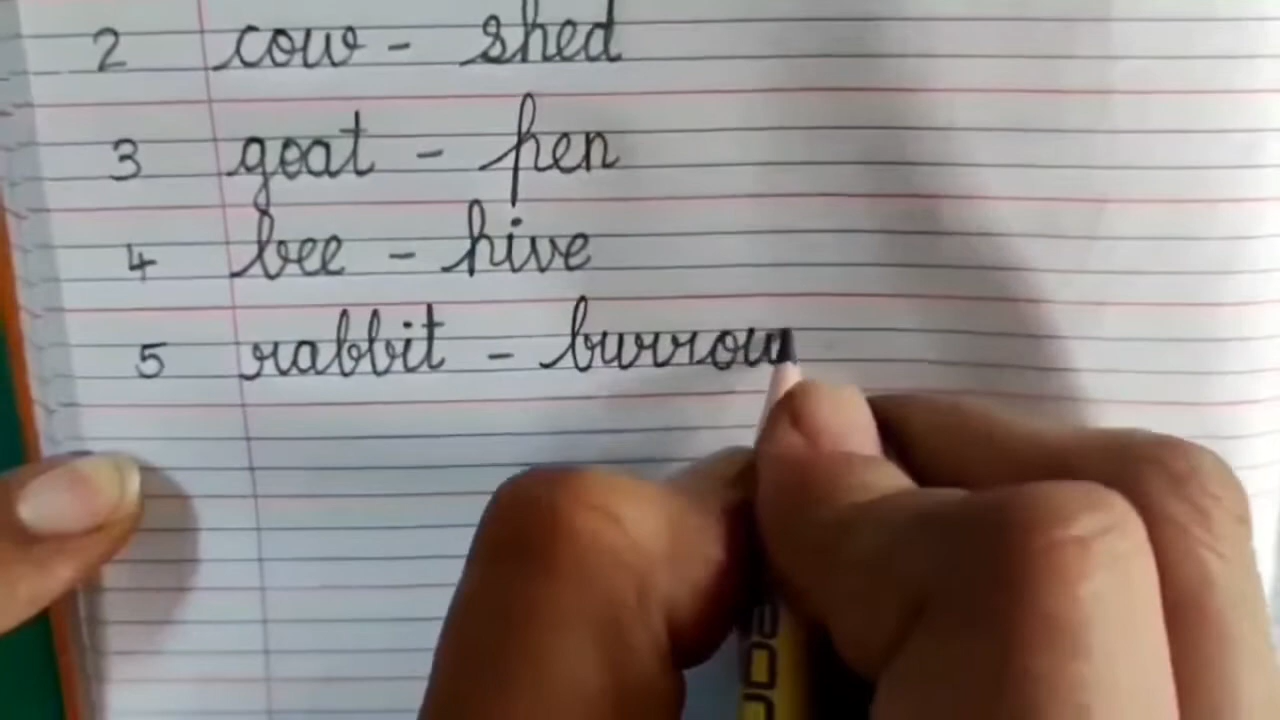 2 cow - shed
3 goat - pen
4 bee - hive
5 rabbit - burrow